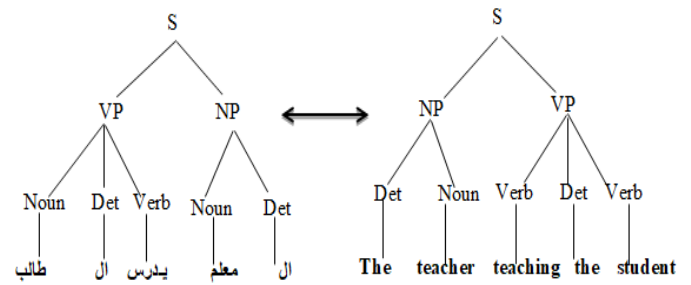 S
S
VP NP
NP VP
Noun Det Verb Noun Det
Det Noun Verb Det Verb
ال معلم يدرس ال طالب
The teacher teaching the student